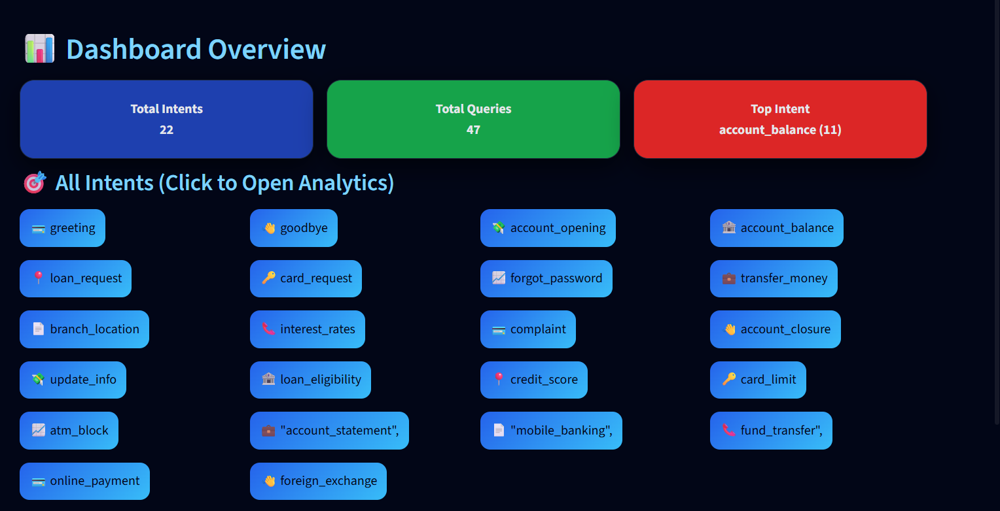 Dashboard Overview
Total Intents
22
Total Queries
47
Top Intent
account_balance (11)
All Intents (Click to Open Analytics)
greeting
goodbye
account_opening
account_balance
loan_request
card_request
forgot_password
transfer_money
branch_location
interest_rates
complaint
account_closure
update_info
loan_eligibility
credit_score
card_limit
atm_block
"account_statement",
"mobile_banking",
fund_transfer",
online_payment
foreign_exchange